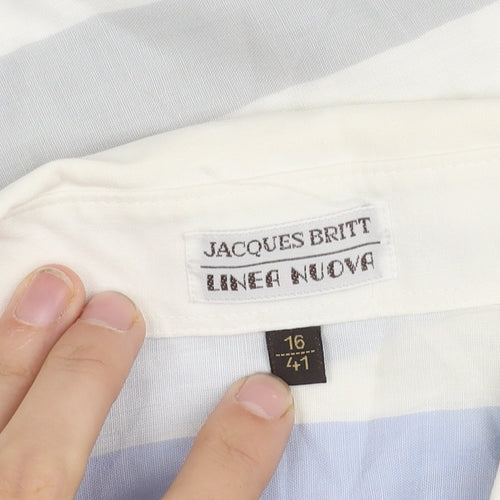 JACQUES BRITT
LINEA NUOVA
16
41